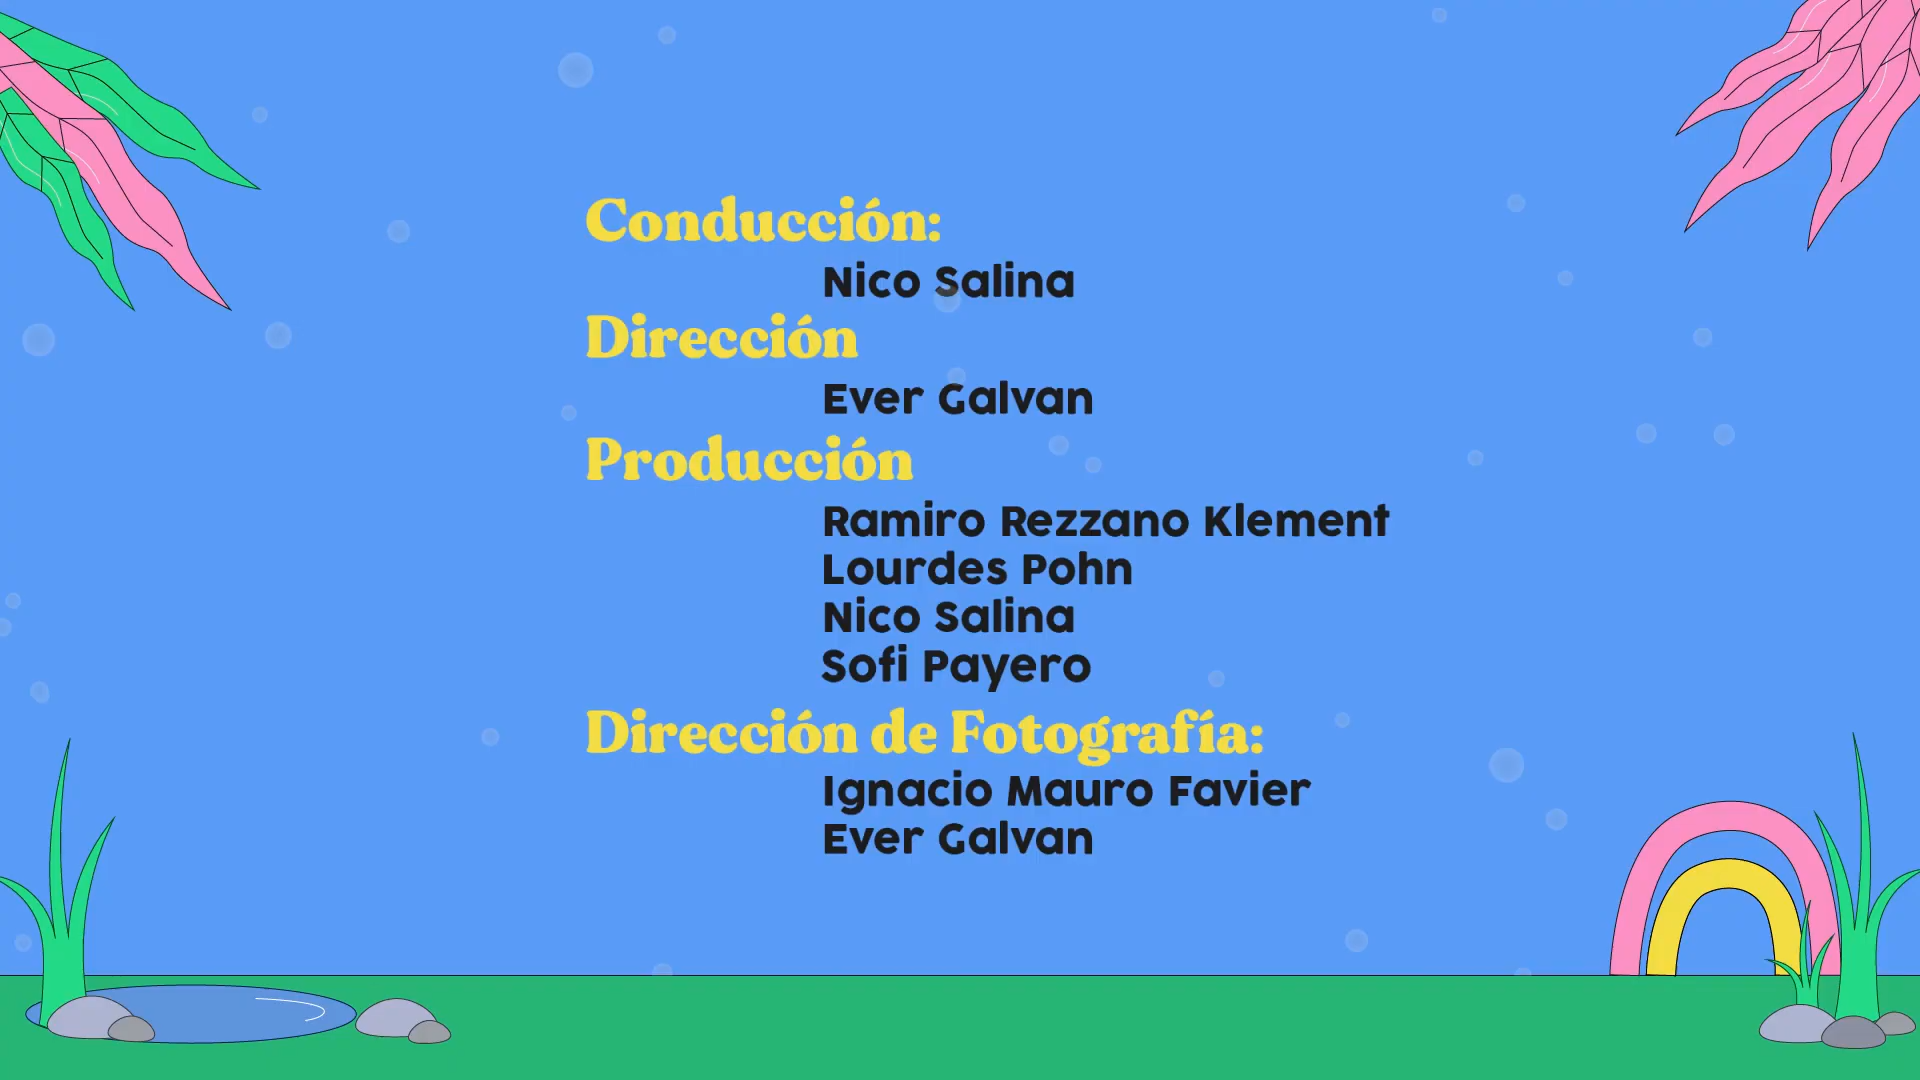 Conducción:
Nico Salina
Dirección
Ever Galvan
Producción
Ramiro Rezzano Klement
Lourdes Pohn
Nico Salina
Sofi Payero
Dirección de Fotografía:
Ignacio Mauro Favier
Ever Galvan